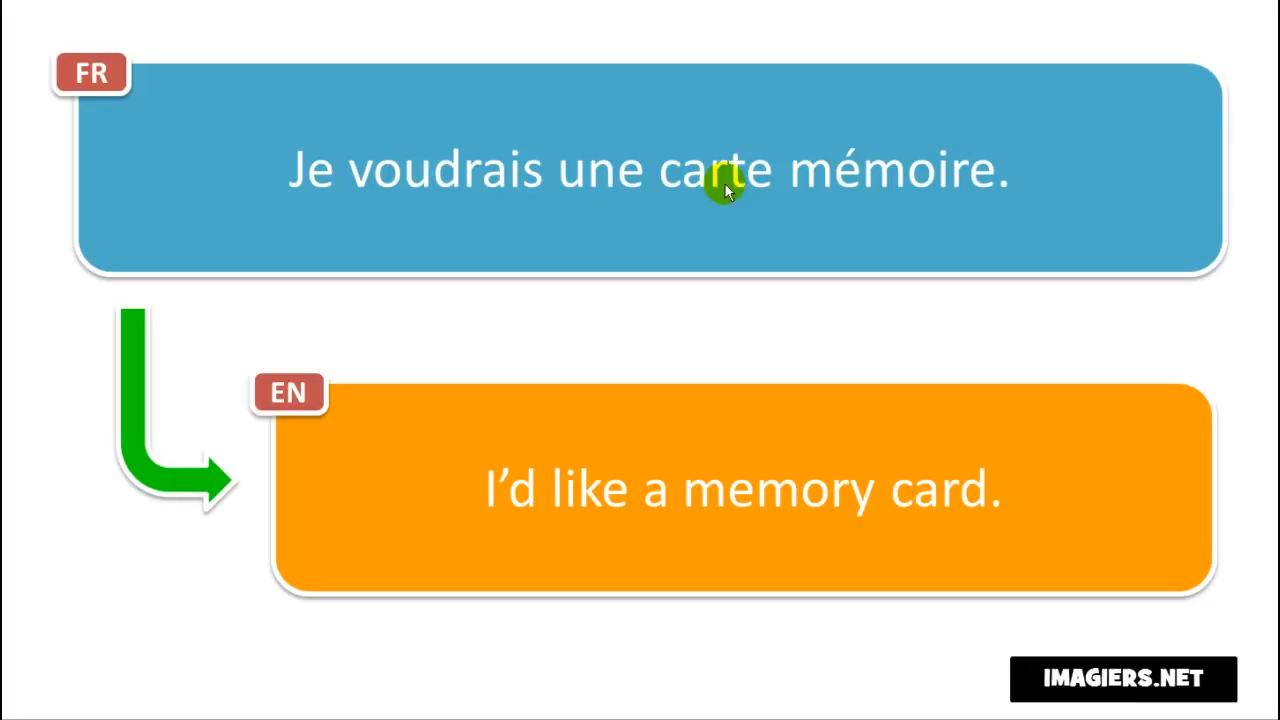 FR
Je voudrais une carte mémoire.
EN
I’d like a memory card.
IMAGIERS.NET